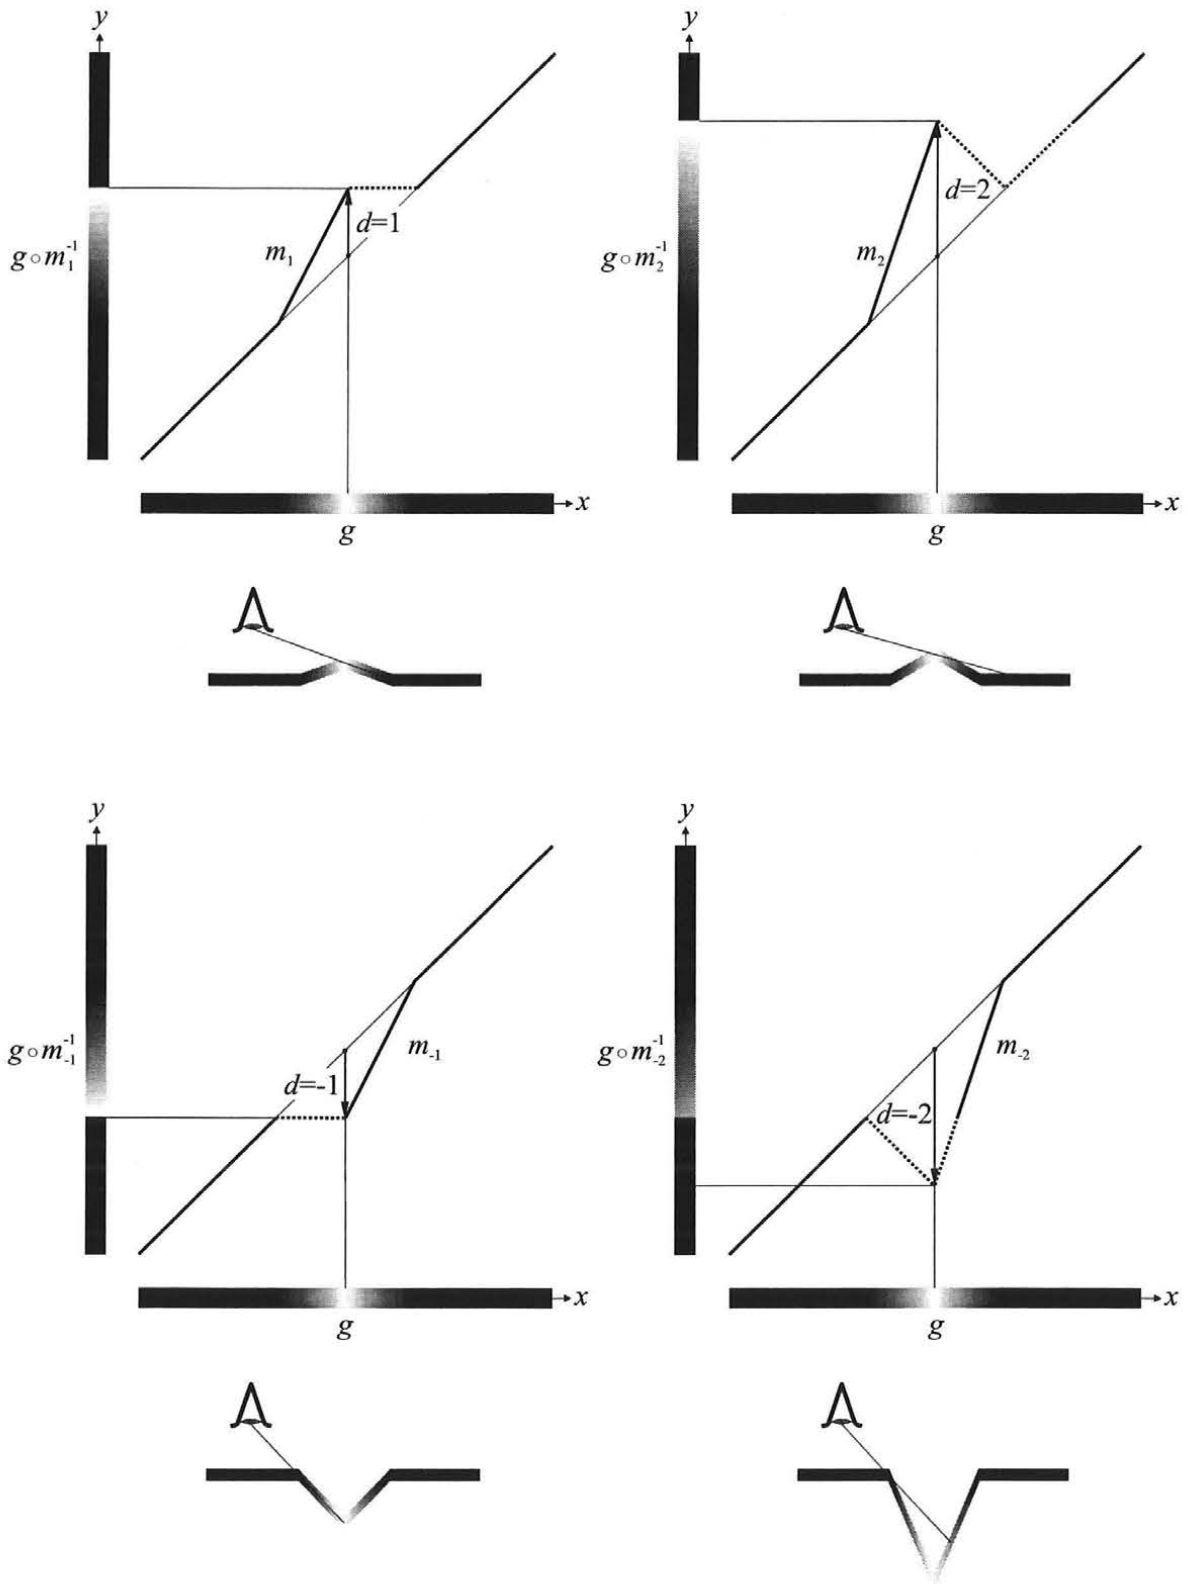 y
y
d=1
d=2
g∘m₁⁻¹
m₁
g∘m₂⁻¹
m₂
x
x
g
g
y
y
g∘m₋₁⁻¹
m₋₁
g∘m₋₂⁻¹
m₋₂
d=-1
d=-2
x
x
g
g